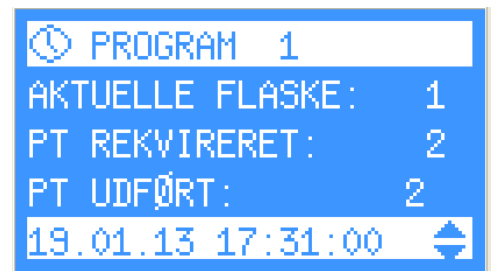 PROGRAM 1
AKTUELLE FLASKE: 1
PT REKVIRERET: 2
PT UDFØRT: 2
19.01.13 17:31:00